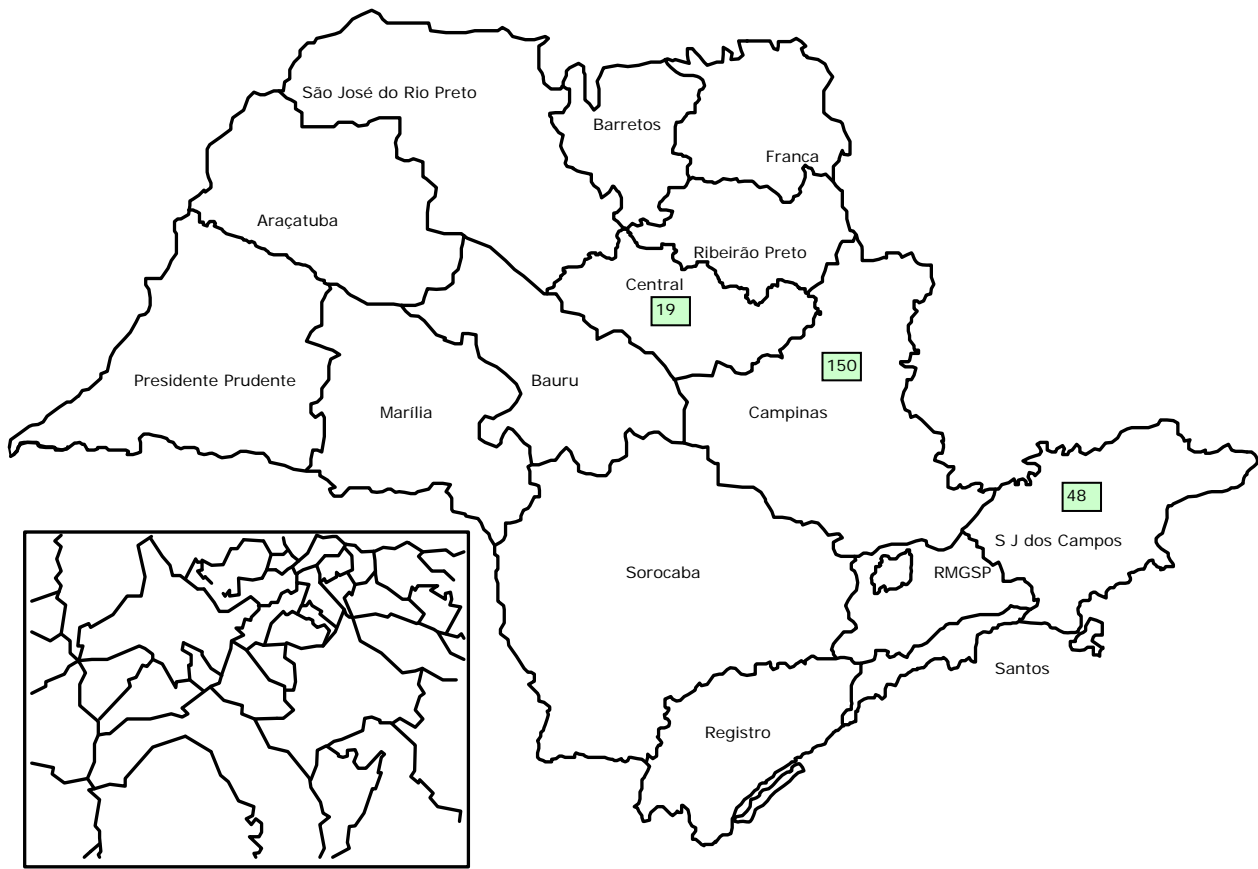 São José do Rio Preto
Barretos
Franca
Araçatuba
Ribeirão Preto
Central
19
150
Presidente Prudente
Bauru
Marília
Campinas
48
S J dos Campos
Sorocaba
RMGSP
Santos
Registro